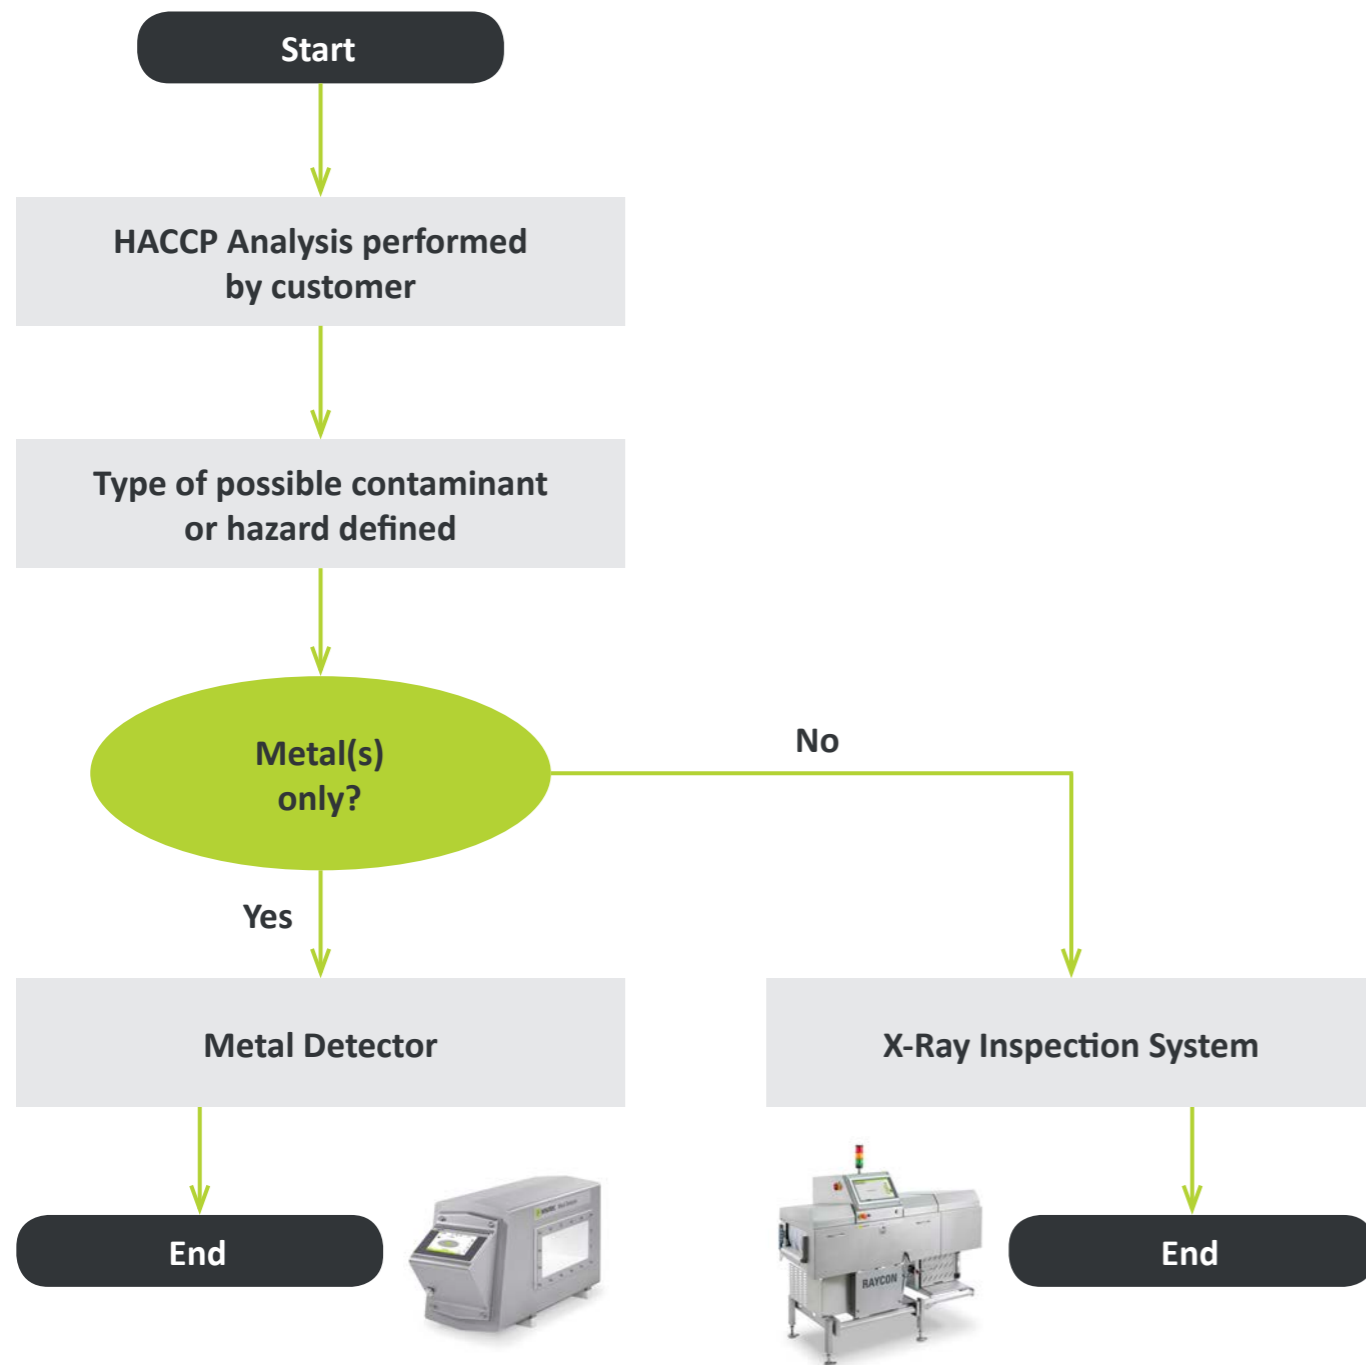 Start
HACCP Analysis performed
by customer
Type of possible contaminant
or hazard defined
Metal(s)
only?
No
Yes
Metal Detector
X-Ray Inspection System
End
RAYCON
End